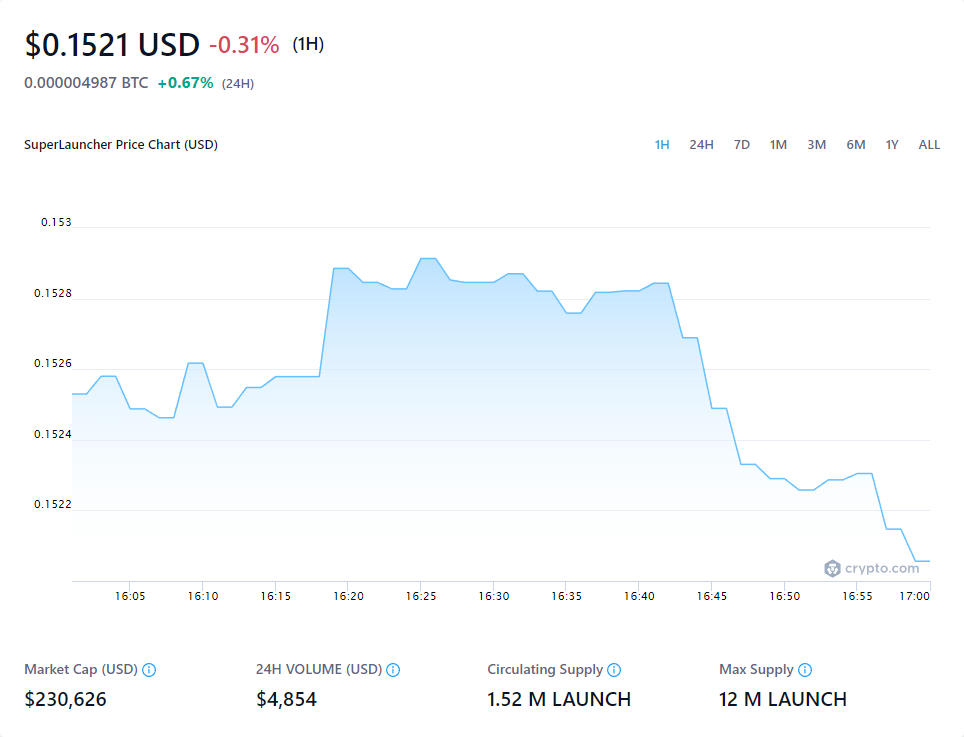 $0.1521 USD -0.31% (1H)
0.000004987 BTC +0.67% (24H)
SuperLauncher Price Chart (USD)
1H 24H 7D 1M 3M 6M 1Y ALL
0.153
0.1528
0.1526
0.1524
0.1522
crypto.com
16:05 16:10 16:15 16:20 16:25 16:30 16:35 16:40 16:45 16:50 16:55 17:00
Market Cap (USD) 24H VOLUME (USD) Circulating Supply Max Supply
$230,626 $4,854 1.52 M LAUNCH 12 M LAUNCH